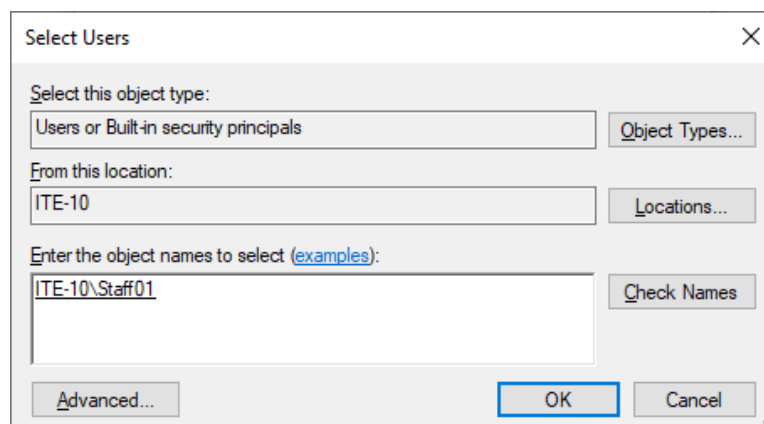 Select Users
Select this object type:
Users or Built-in security principals
Object Types...
From this location:
ITE-10
Locations...
Enter the object names to select (examples):
ITE-10\Staff01
Check Names
Advanced...
OK
Cancel